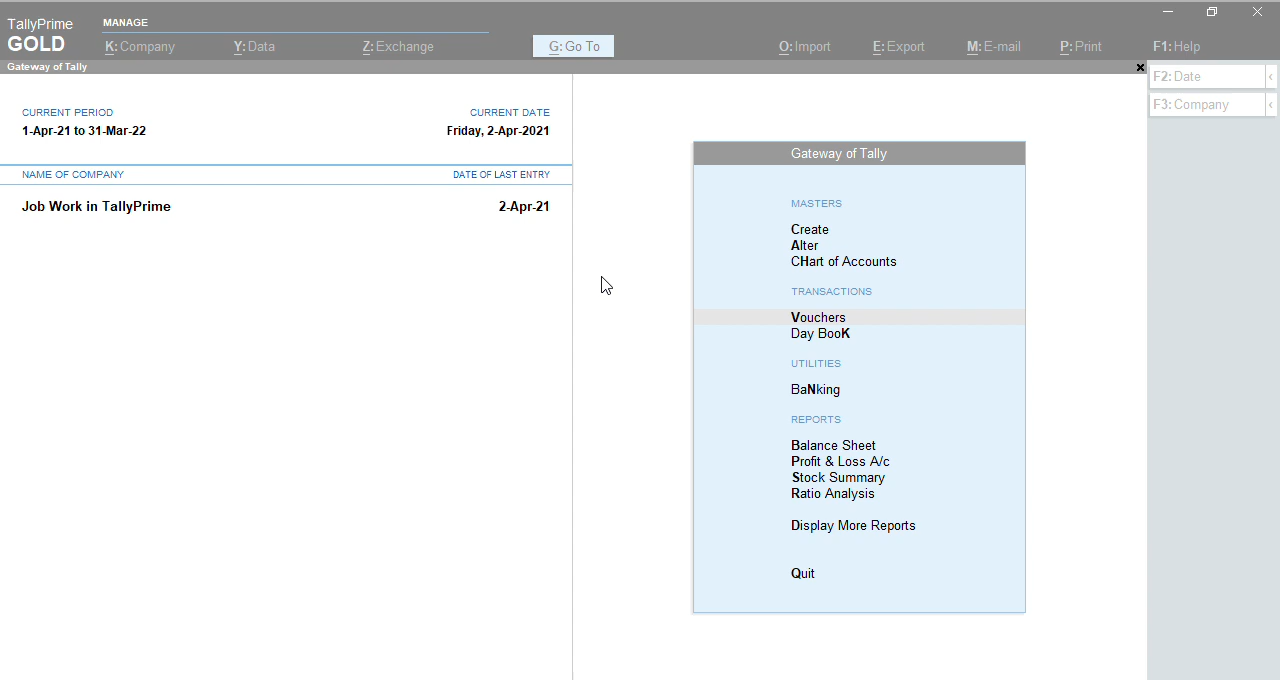 TallyPrime
GOLD
MANAGE
K: Company Y: Data Z: Exchange G: Go To O: Import E: Export M: E-mail P: Print F1: Help
Gateway of Tally
F2: Date
F3: Company
CURRENT PERIOD CURRENT DATE
1-Apr-21 to 31-Mar-22 Friday, 2-Apr-2021
NAME OF COMPANY DATE OF LAST ENTRY
Job Work in TallyPrime 2-Apr-21
Gateway of Tally
MASTERS
Create
Alter
CHart of Accounts
TRANSACTIONS
Vouchers
Day BooK
UTILITIES
BaNking
REPORTS
Balance Sheet
Profit & Loss A/c
Stock Summary
Ratio Analysis
Display More Reports
Quit